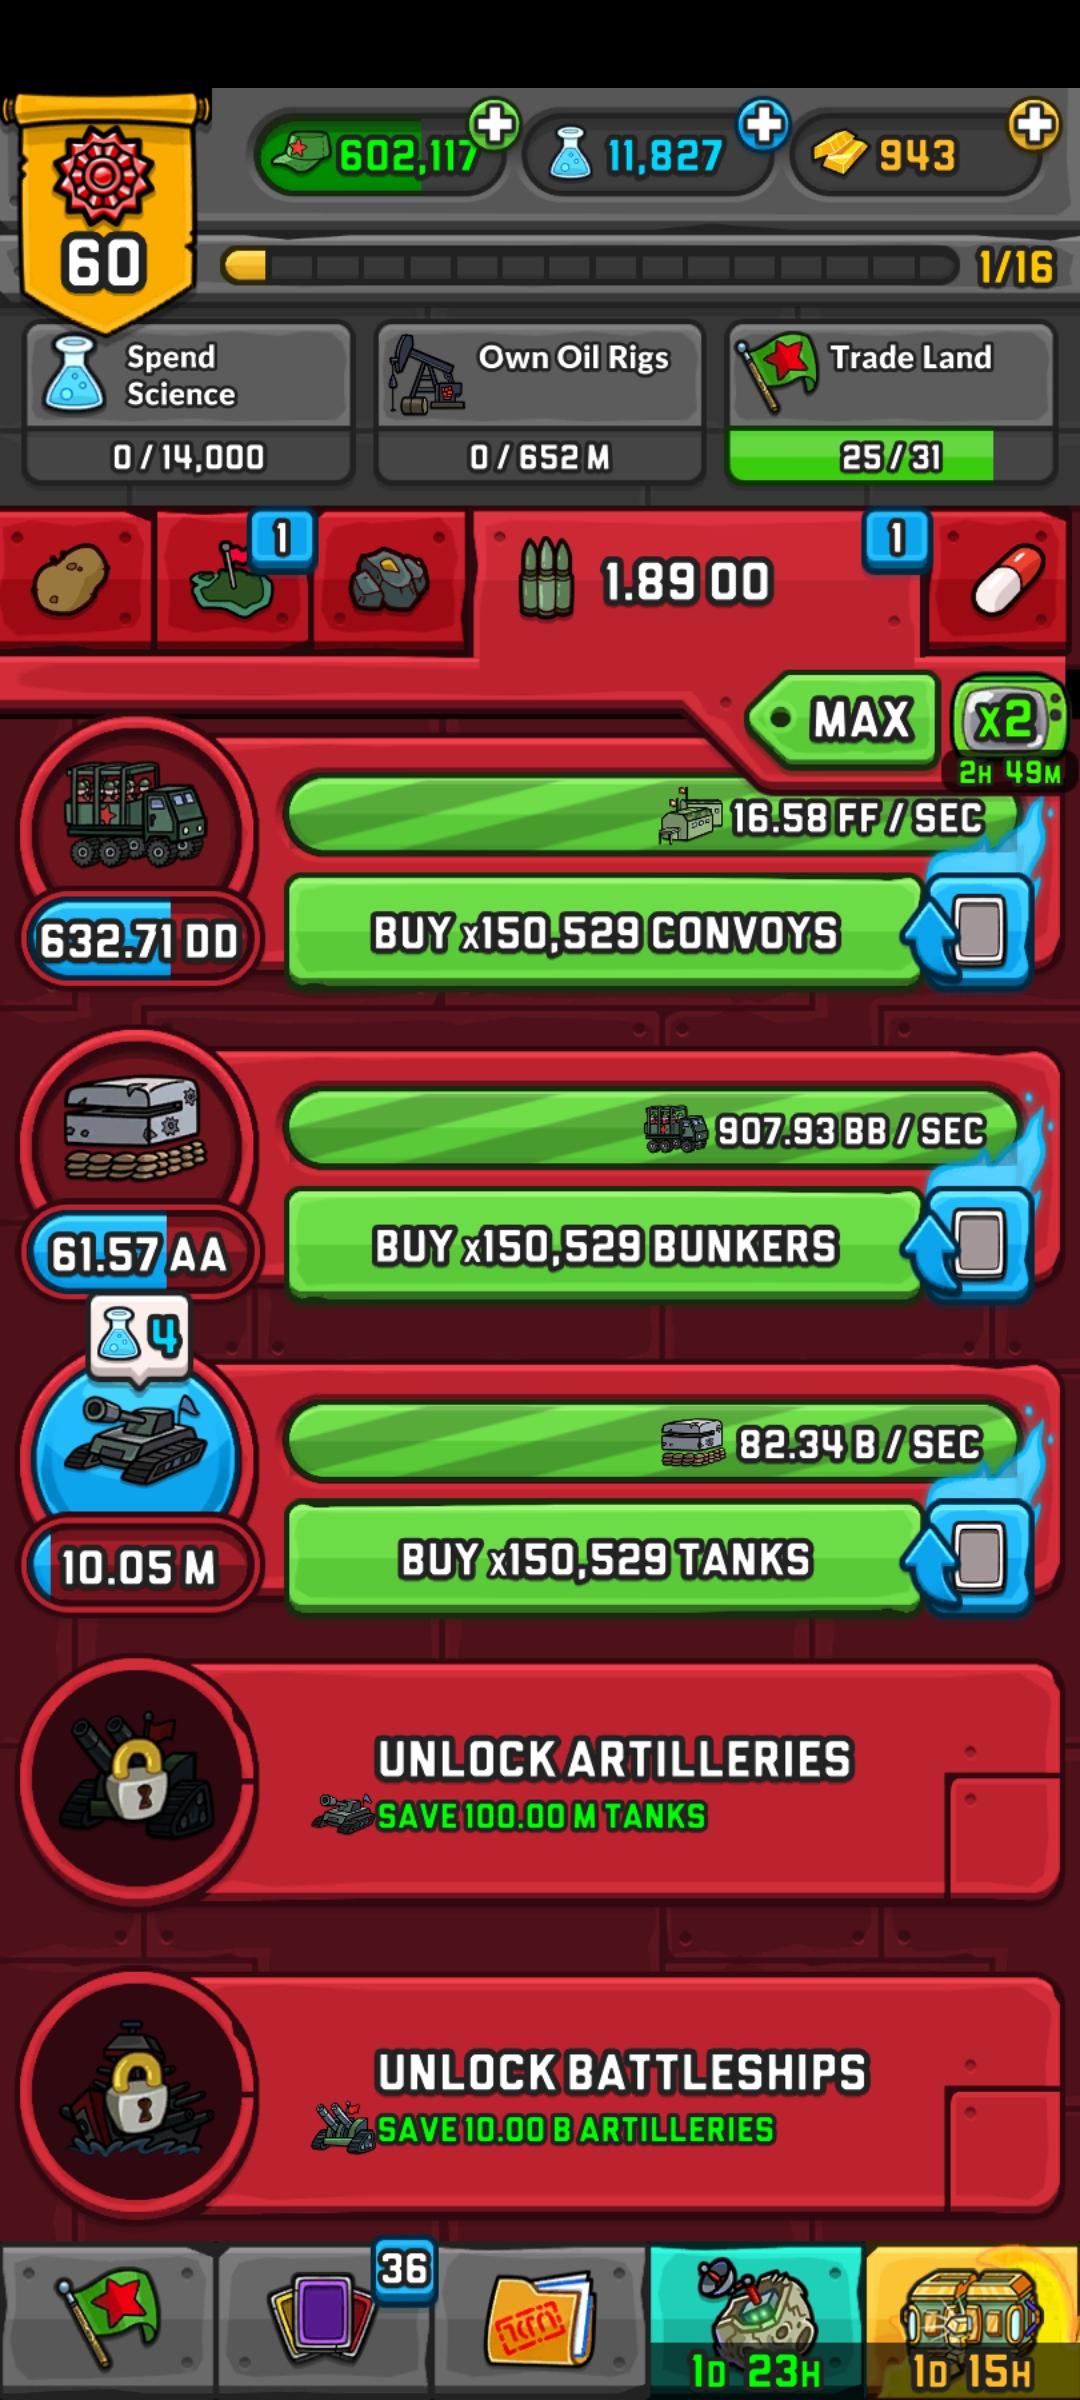 602,117
11,827
943
60
1/16
Spend
Science
0/14,000
Own Oil Rigs
0/652 M
Trade Land
25/31
1
1.89 OO
1
MAX
x2
2H 49M
16.58 FF/SEC
632.71 DD
BUY x150,529 CONVOYS
907.93 BB/SEC
61.57 AA
BUY x150,529 BUNKERS
4
82.34 B/SEC
10.05 M
BUY x150,529 TANKS
UNLOCK ARTILLERIES
SAVE 100.00 M TANKS
UNLOCK BATTLESHIPS
SAVE 10.00 B ARTILLERIES
36
1D 23H
1D 15H